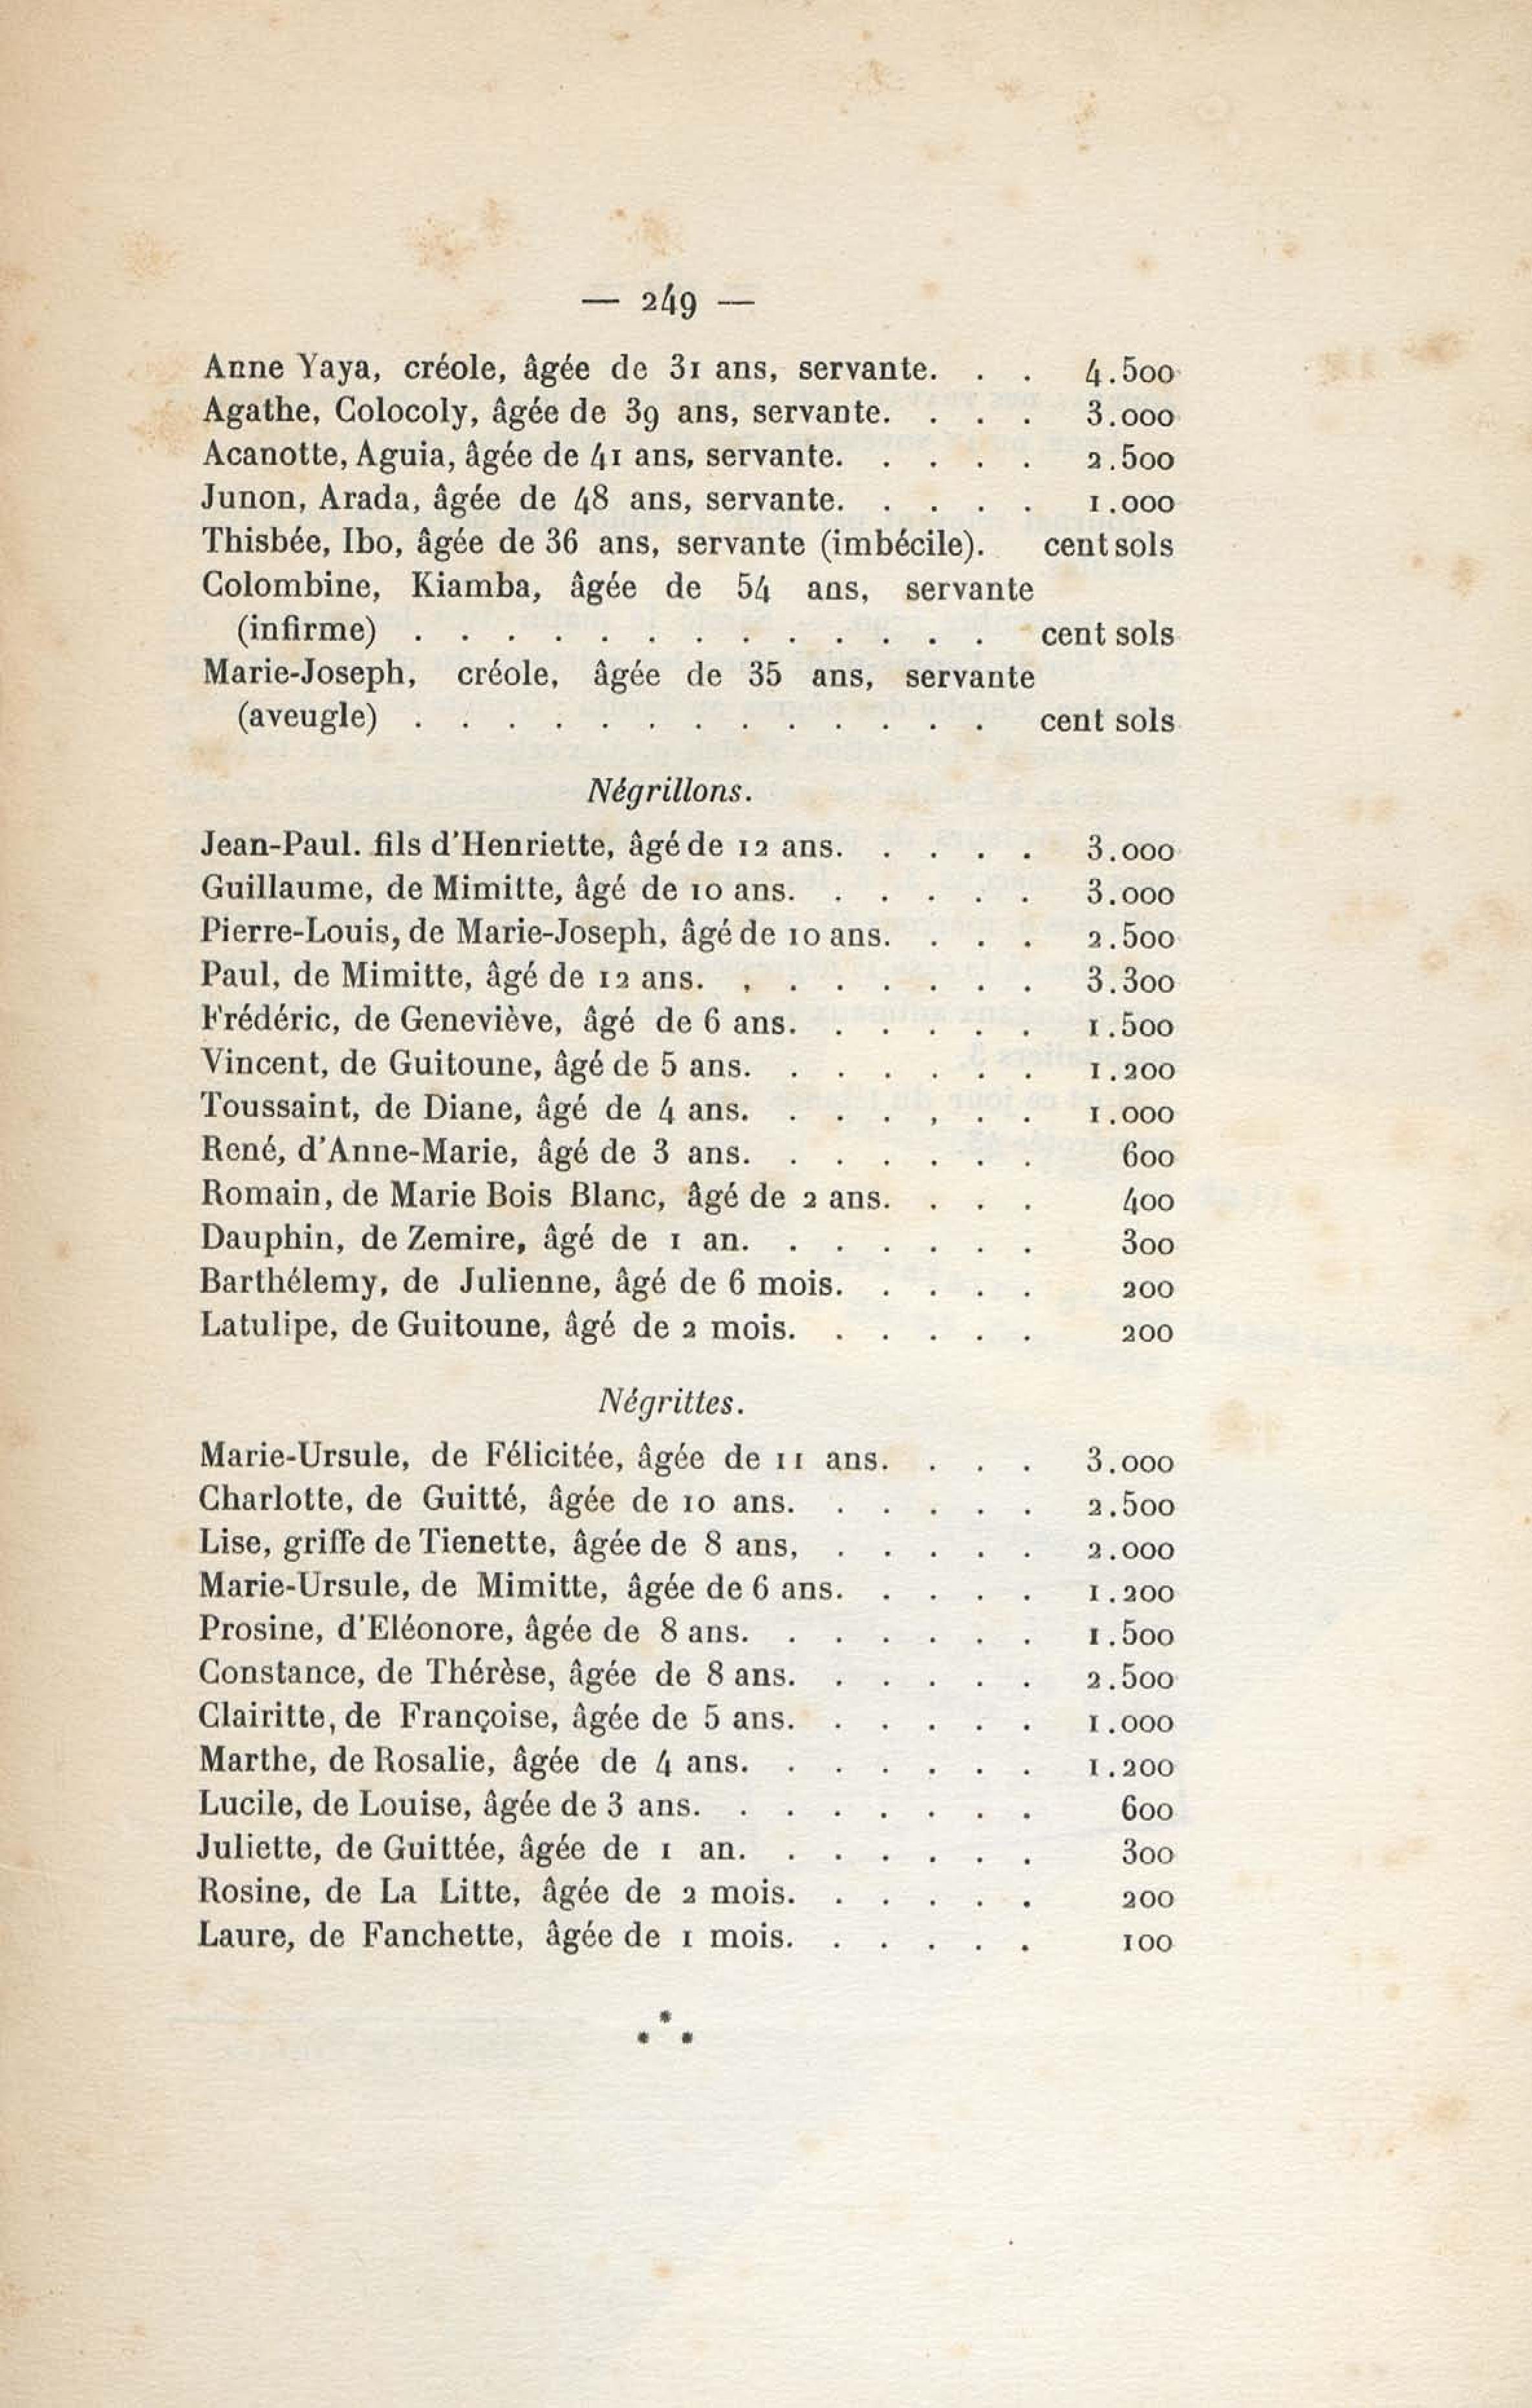 — 249 —
Anne Yaya, créole, âgée de 31 ans, servante. . . 4.500
Agathe, Colocoly, âgée de 39 ans, servante. . . . 3.000
Acanotte, Aguia, âgée de 41 ans, servante. . . . . 2.500
Junon, Arada, âgée de 48 ans, servante. . . . . 1.000
Thisbée, Ibo, âgée de 36 ans, servante (imbécile). cent sols
Colombine, Kiamba, âgée de 54 ans, servante
(infirme) . . . . . . . . . . . . . cent sols
Marie-Joseph, créole, âgée de 35 ans, servante
(aveugle) . . . . . . . . . . . . cent sols
Négrillons.
Jean-Paul. fils d'Henriette, âgé de 12 ans. . . . . 3.000
Guillaume, de Mimitte, âgé de 10 ans. . . . . . 3.000
Pierre-Louis, de Marie-Joseph, âgé de 10 ans. . . . 2.500
Paul, de Mimitte, âgé de 12 ans. , . . . . . . 3.300
Frédéric, de Geneviève, âgé de 6 ans. . . . . . 1.500
Vincent, de Guitoune, âgé de 5 ans. . . . . . . 1.200
Toussaint, de Diane, âgé de 4 ans. . . . , . . 1.000
René, d'Anne-Marie, âgé de 3 ans. . . . . . . 600
Romain, de Marie Bois Blanc, âgé de 2 ans. . . . 400
Dauphin, de Zemire, âgé de 1 an. . . . . . . 300
Barthélemy, de Julienne, âgé de 6 mois. . . . . 200
Latulipe, de Guitoune, âgé de 2 mois. . . . . . 200
Négrittes.
Marie-Ursule, de Félicitée, âgée de 11 ans. . . . 3.000
Charlotte, de Guitté, âgée de 10 ans. . . . . . 2.500
Lise, griffe de Tienette, âgée de 8 ans, . . . . . 2.000
Marie-Ursule, de Mimitte, âgée de 6 ans. . . . . 1.200
Prosine, d'Eléonore, âgée de 8 ans. . . . . . . 1.500
Constance, de Thérèse, âgée de 8 ans. . . . . . 2.500
Clairitte, de Françoise, âgée de 5 ans. . . . . . 1.000
Marthe, de Rosalie, âgée de 4 ans. . . . . . . 1.200
Lucile, de Louise, âgée de 3 ans. . . . . . . . 600
Juliette, de Guittée, âgée de 1 an. . . . . . . 300
Rosine, de La Litte, âgée de 2 mois. . . . . . 200
Laure, de Fanchette, âgée de 1 mois. . . . . . 100